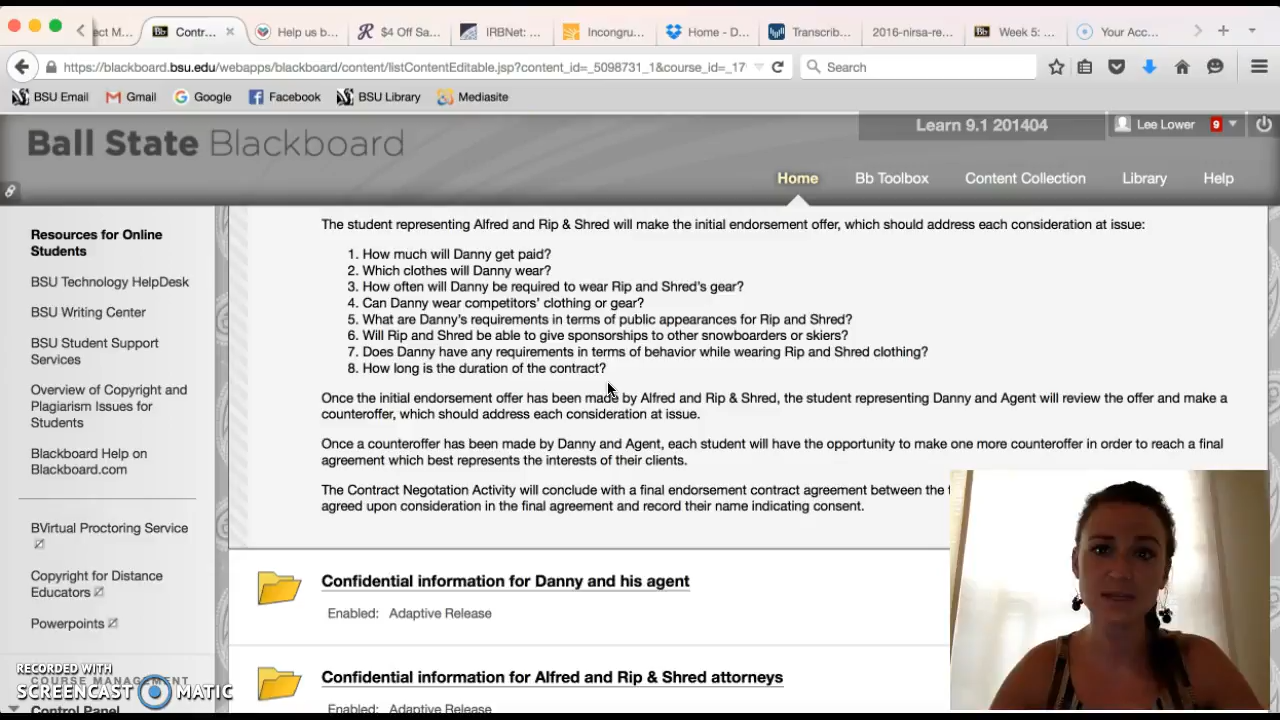 ct M...
Contr...
Help us b...
$4 Off Sa...
IRBNet: ...
Incongru...
Home - D...
Transcrib...
2016-nirsa-re...
Bb
Week 5: ...
Your Acc...
https://blackboard.bsu.edu/webapps/blackboard/content/listContentEditable.jsp?content_id=_5098731_1&course_id=_17
Search
BSU Email
Gmail
Google
Facebook
BSU Library
Mediasite
Ball State Blackboard
Learn 9.1 201404
Lee Lower 9
Home
Bb Toolbox
Content Collection
Library
Help
Resources for Online
Students
BSU Technology HelpDesk
BSU Writing Center
BSU Student Support
Services
Overview of Copyright and
Plagiarism Issues for
Students
Blackboard Help on
Blackboard.com
BVirtual Proctoring Service
Copyright for Distance
Educators
Powerpoints
COURSE MANAGEMENT
Control Panel
RECORDED WITH
SCREENCAST MATIC
The student representing Alfred and Rip & Shred will make the initial endorsement offer, which should address each consideration at issue:
1. How much will Danny get paid?
2. Which clothes will Danny wear?
3. How often will Danny be required to wear Rip and Shred's gear?
4. Can Danny wear competitors' clothing or gear?
5. What are Danny's requirements in terms of public appearances for Rip and Shred?
6. Will Rip and Shred be able to give sponsorships to other snowboarders or skiers?
7. Does Danny have any requirements in terms of behavior while wearing Rip and Shred clothing?
8. How long is the duration of the contract?
Once the initial endorsement offer has been made by Alfred and Rip & Shred, the student representing Danny and Agent will review the offer and make a
counteroffer, which should address each consideration at issue.
Once a counteroffer has been made by Danny and Agent, each student will have the opportunity to make one more counteroffer in order to reach a final
agreement which best represents the interests of their clients.
The Contract Negotation Activity will conclude with a final endorsement contract agreement between the
agreed upon consideration in the final agreement and record their name indicating consent.
Confidential information for Danny and his agent
Enabled: Adaptive Release
Confidential information for Alfred and Rip & Shred attorneys
Enabled: Adaptive Release